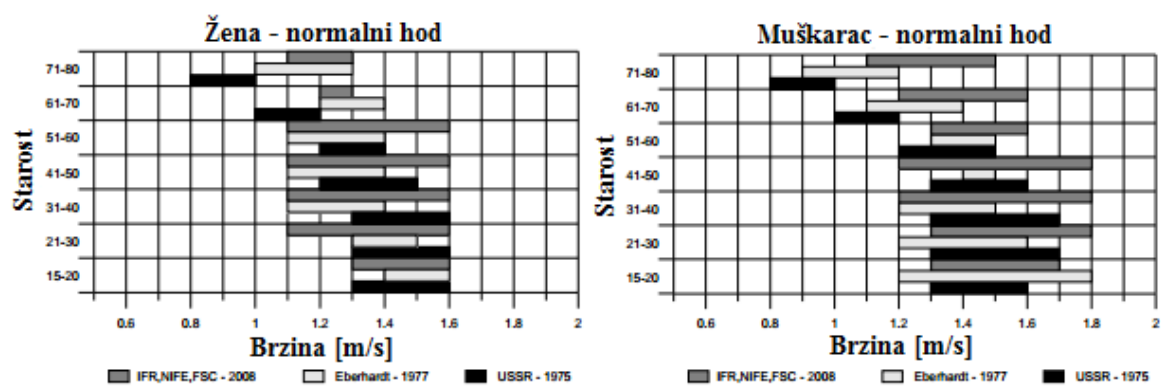 Žena - normalni hod
Starost
71-80
61-70
51-60
41-50
31-40
21-30
15-20
0.6 0.8 1 1.2 1.4 1.6 1.8 2
Brzina [m/s]
IFR,NIFE,FSC - 2008 Eberhardt - 1977 USSR - 1975
Muškarac - normalni hod
Starost
71-80
61-70
51-60
41-50
31-40
21-30
15-20
0.6 0.8 1 1.2 1.4 1.6 1.8 2
Brzina [m/s]
IFR,NIFE,FSC - 2008 Eberhardt - 1977 USSR - 1975